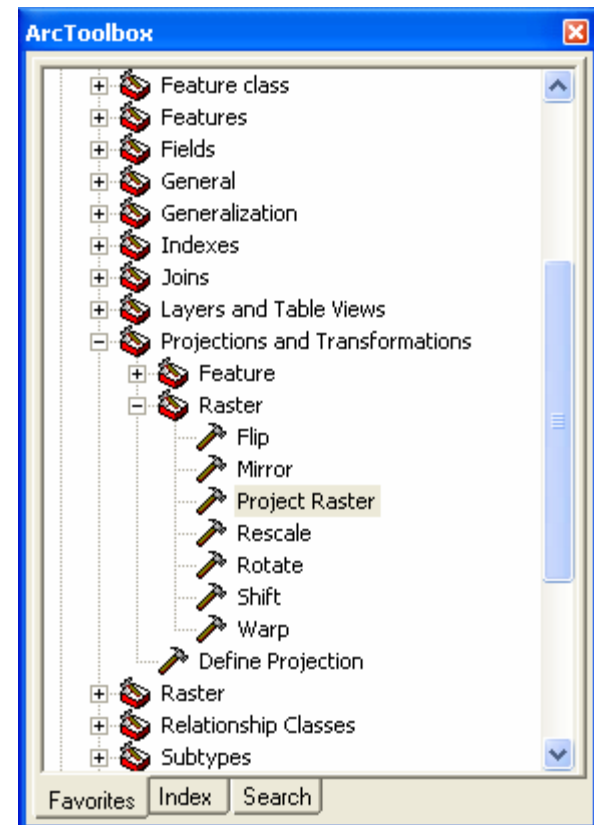 ArcToolbox
Feature class
Features
Fields
General
Generalization
Indexes
Joins
Layers and Table Views
Projections and Transformations
Feature
Raster
Flip
Mirror
Project Raster
Rescale
Rotate
Shift
Warp
Define Projection
Raster
Relationship Classes
Subtypes
Favorites Index Search